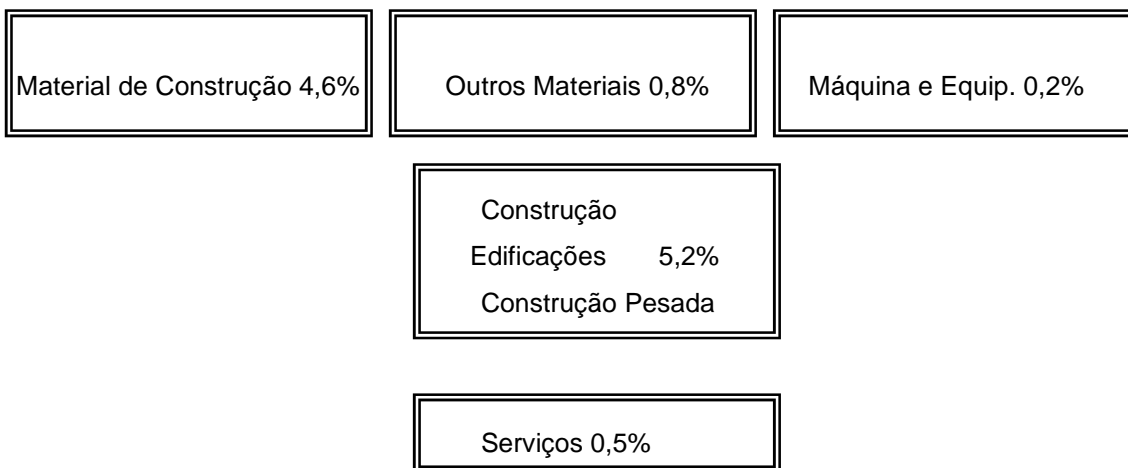 Material de Construção 4,6%
Outros Materiais 0,8%
Máquina e Equip. 0,2%
Construção
Edificações 5,2%
Construção Pesada
Serviços 0,5%